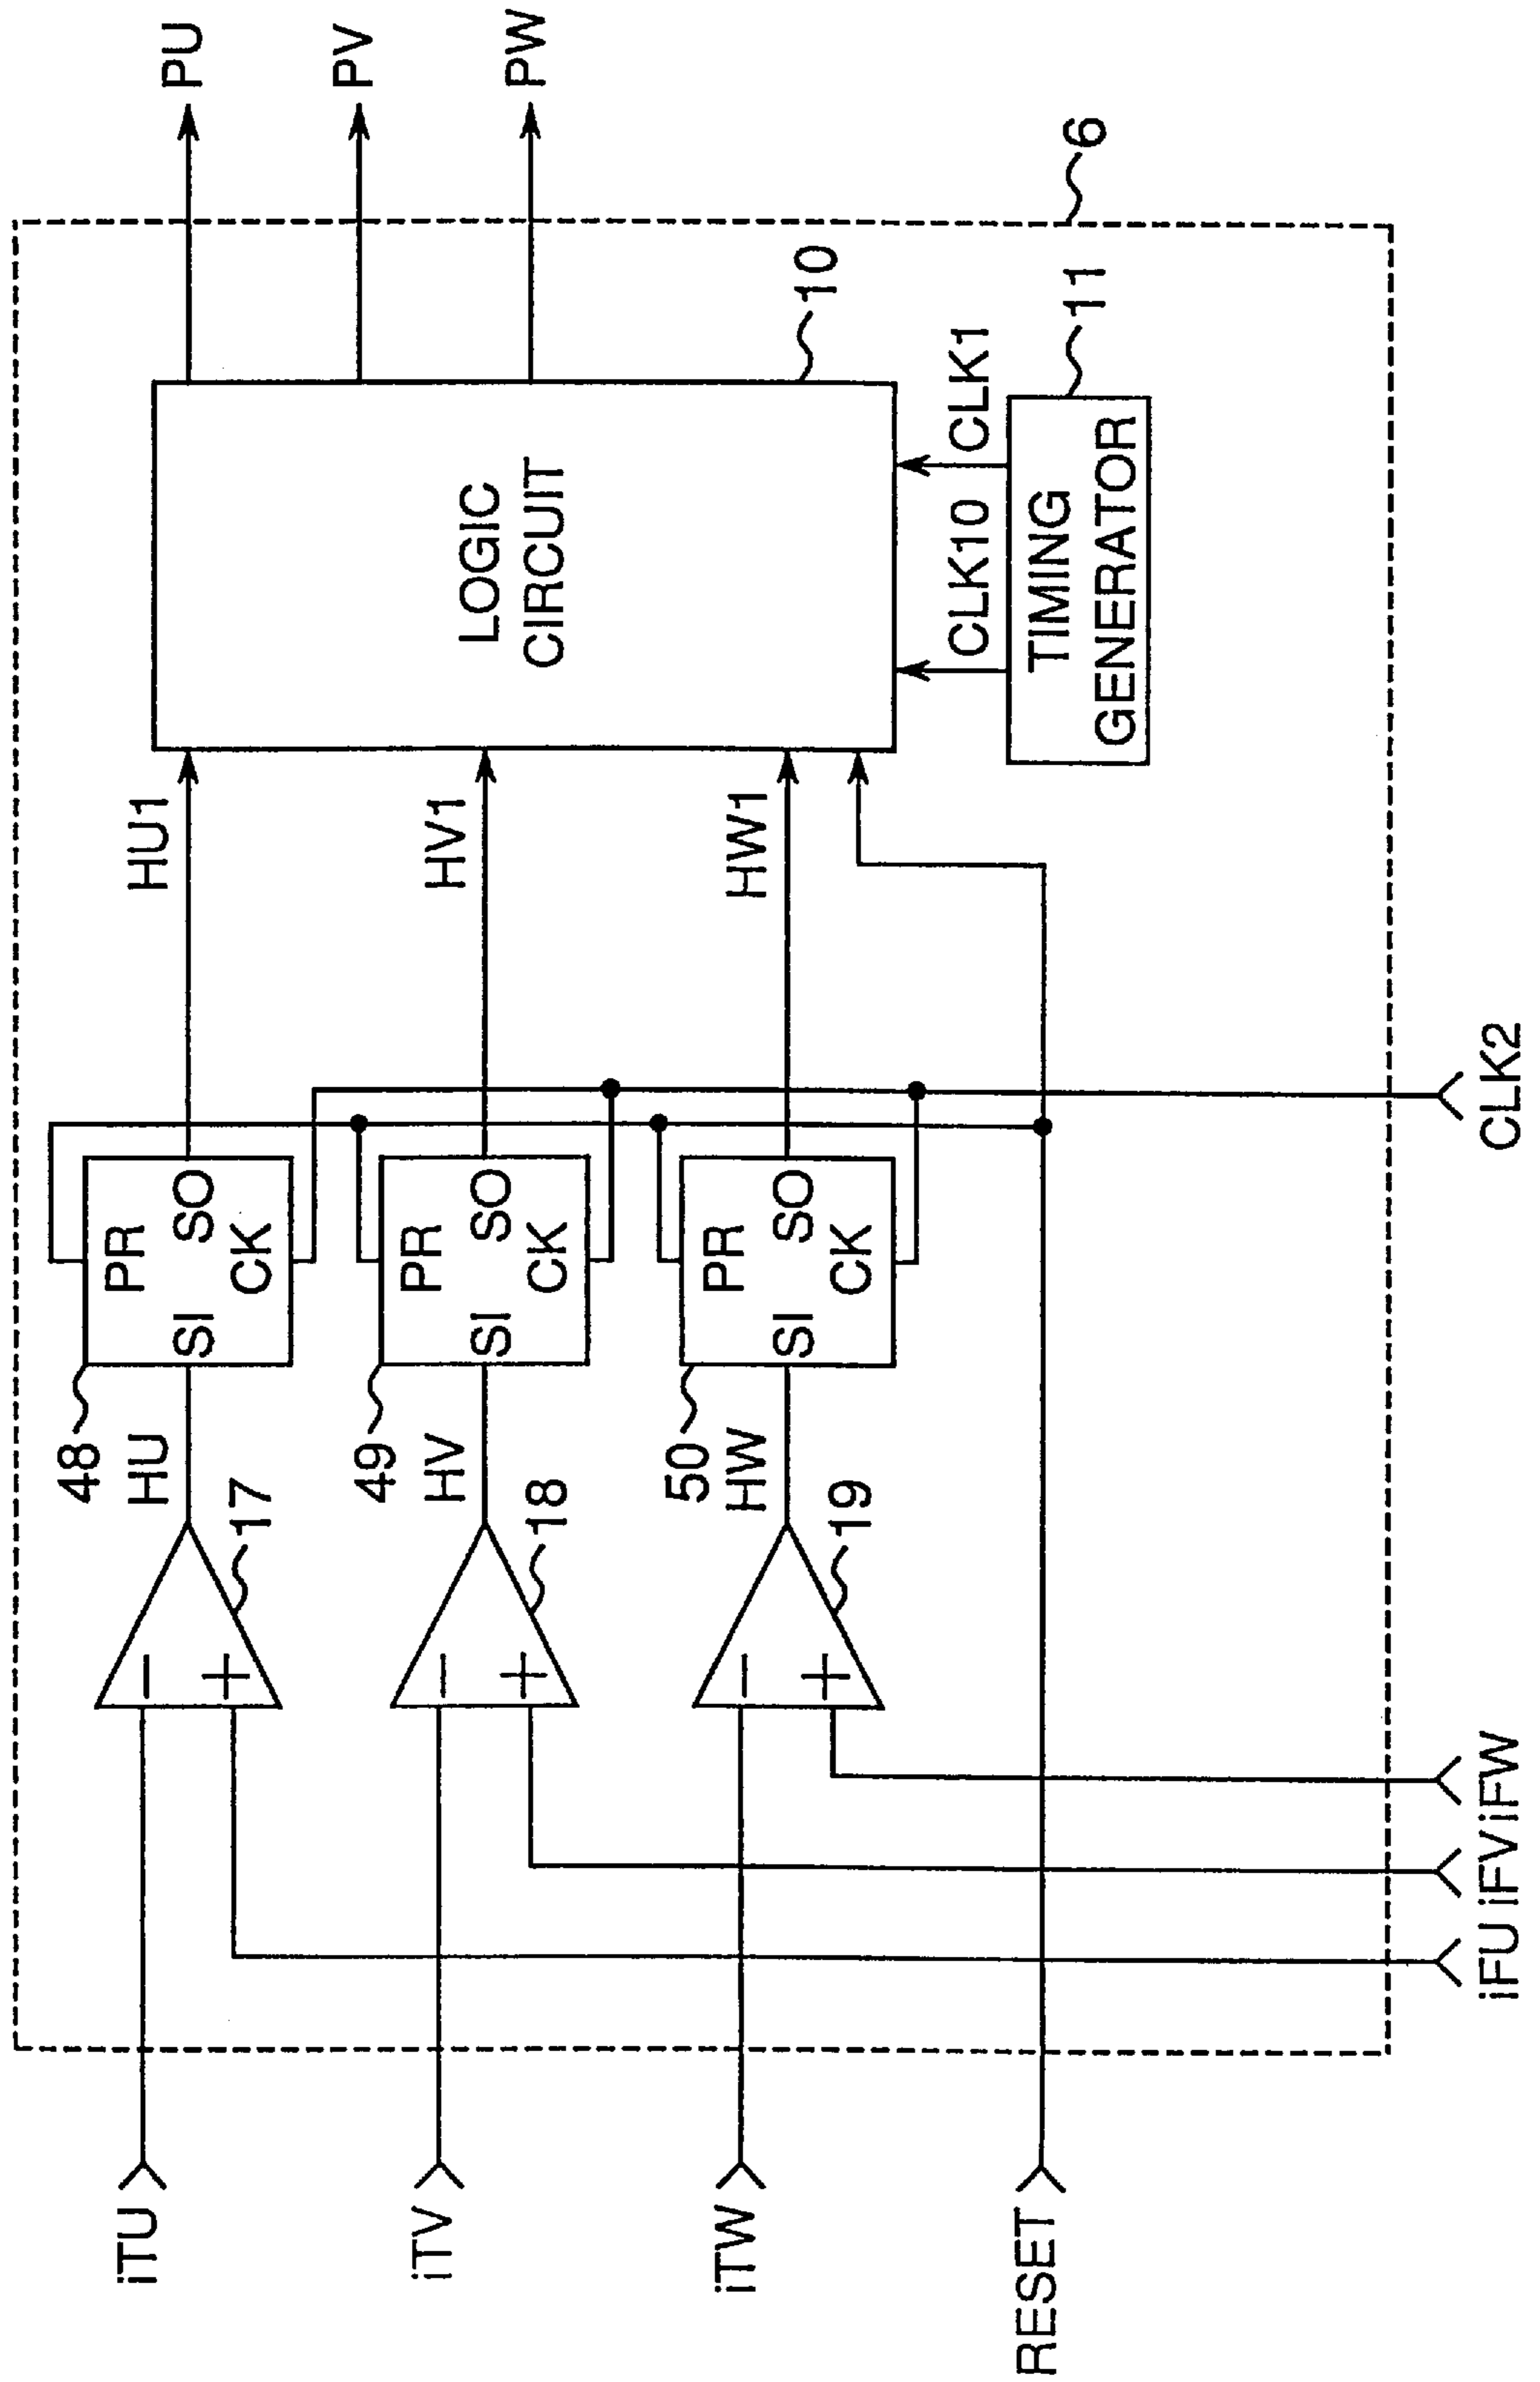 iTU
iTV
iTW
RESET
iFU
iFV
iFW
CLK2
17
18
19
−
+
−
+
−
+
HU
HV
HW
48
49
50
PR
SI
SO
CK
PR
SI
SO
CK
PR
SI
SO
CK
HU1
HV1
HW1
LOGIC
CIRCUIT
10
CLK10
CLK1
TIMING
GENERATOR
11
6
PU
PV
PW